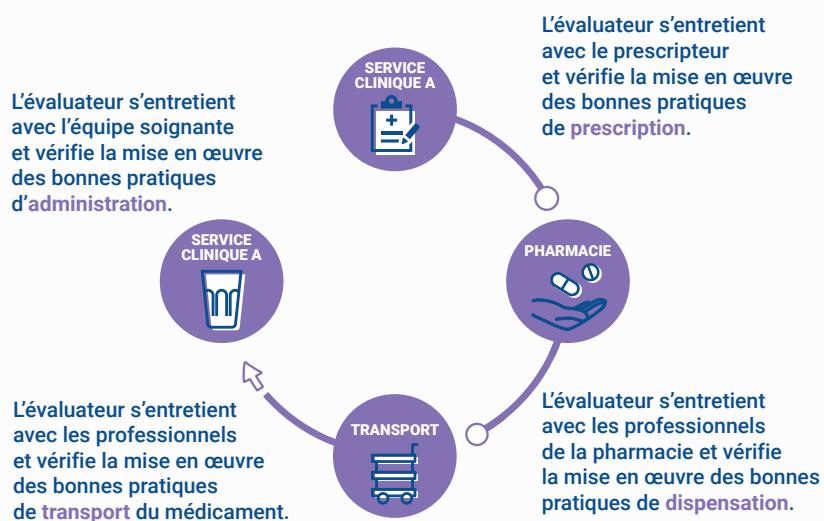 SERVICE
CLINIQUE A
L’évaluateur s’entretient
avec le prescripteur
et vérifie la mise en œuvre
des bonnes pratiques
de prescription.
PHARMACIE
L’évaluateur s’entretient
avec les professionnels
de la pharmacie et vérifie
la mise en œuvre des bonnes
pratiques de dispensation.
TRANSPORT
L’évaluateur s’entretient
avec les professionnels
et vérifie la mise en œuvre
des bonnes pratiques
de transport du médicament.
SERVICE
CLINIQUE A
L’évaluateur s’entretient
avec l’équipe soignante
et vérifie la mise en œuvre
des bonnes pratiques
d’administration.